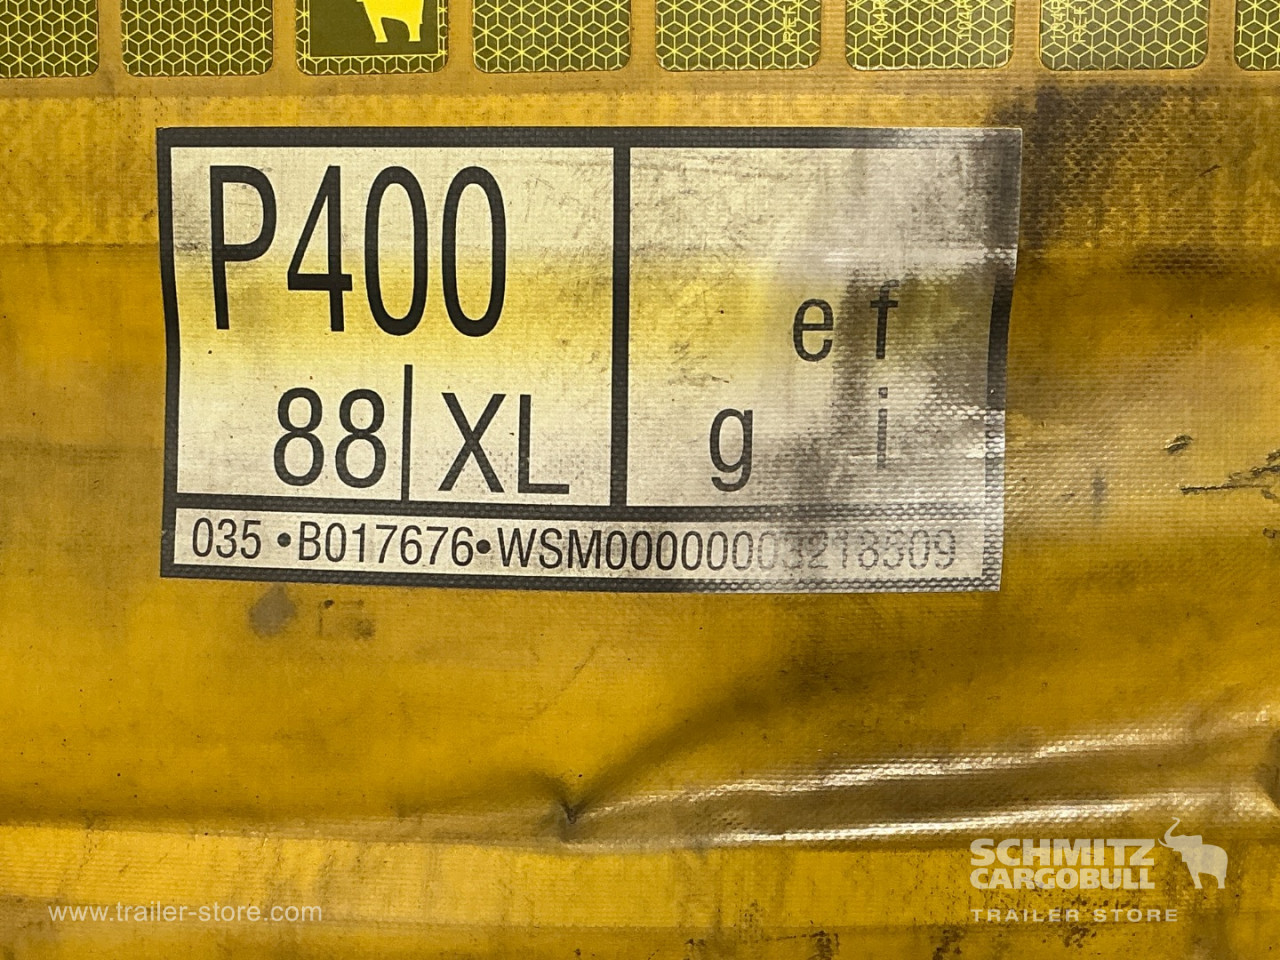 P400
e f
88 XL
g i
035 • B017676 • WSM00000003218509
SCHMITZ
CARGOBULL
TRAILER STORE
www.trailer-store.com